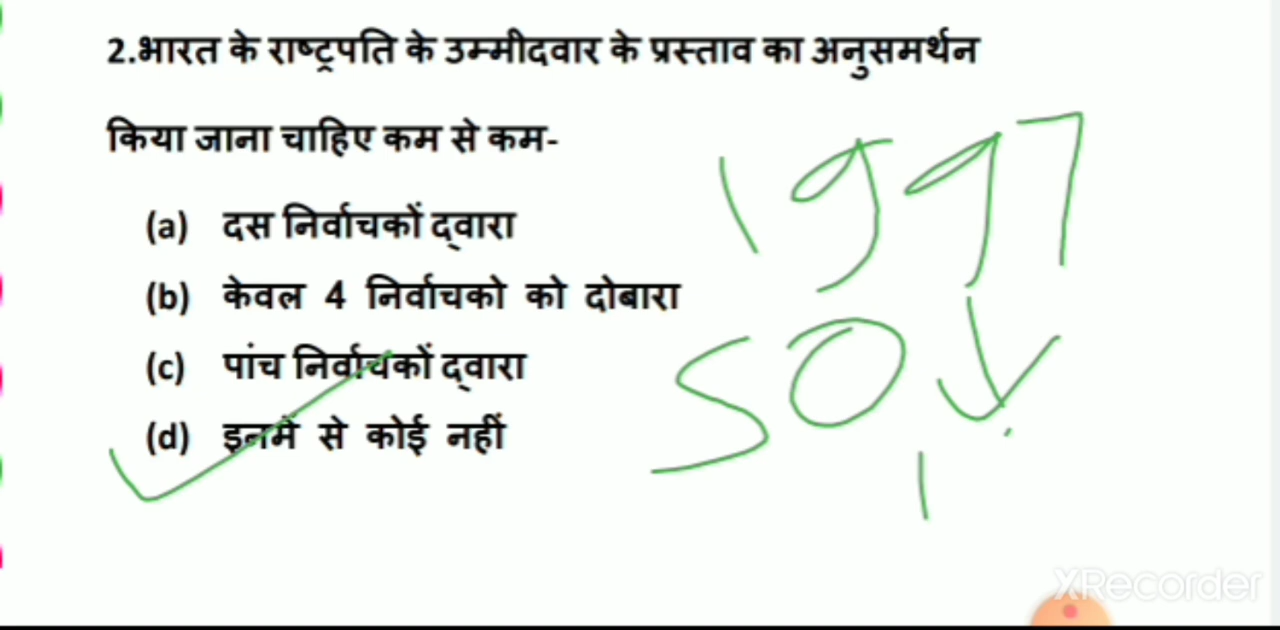 2.भारत के राष्ट्रपति के उम्मीदवार के प्रस्ताव का अनुसमर्थन
किया जाना चाहिए कम से कम-
1997
(a) दस निर्वाचकों द्वारा
(b) केवल 4 निर्वाचको को दोबारा
50
(c) पांच निर्वाचकों द्वारा
(d) इनमें से कोई नहीं
1
XRecorder